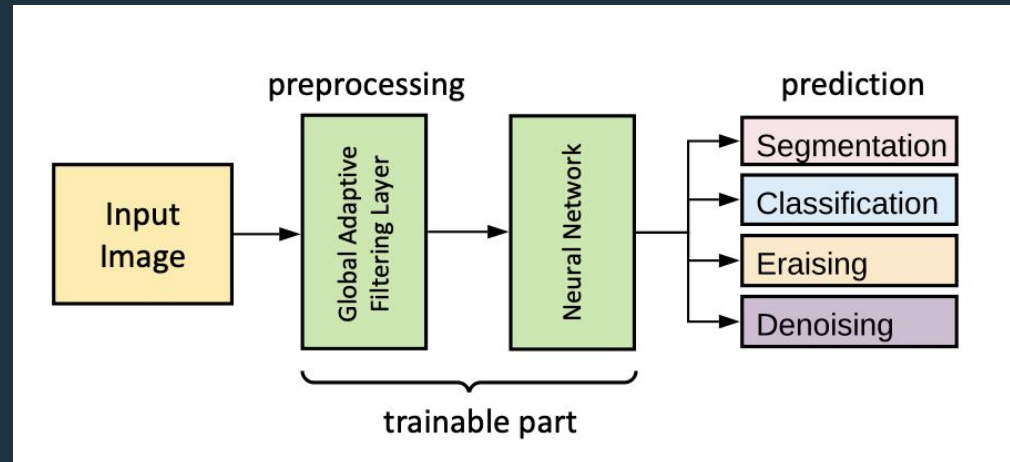 preprocessing
prediction
Input
Image
Global Adaptive
Filtering Layer
Neural Network
Segmentation
Classification
Eraising
Denoising
trainable part